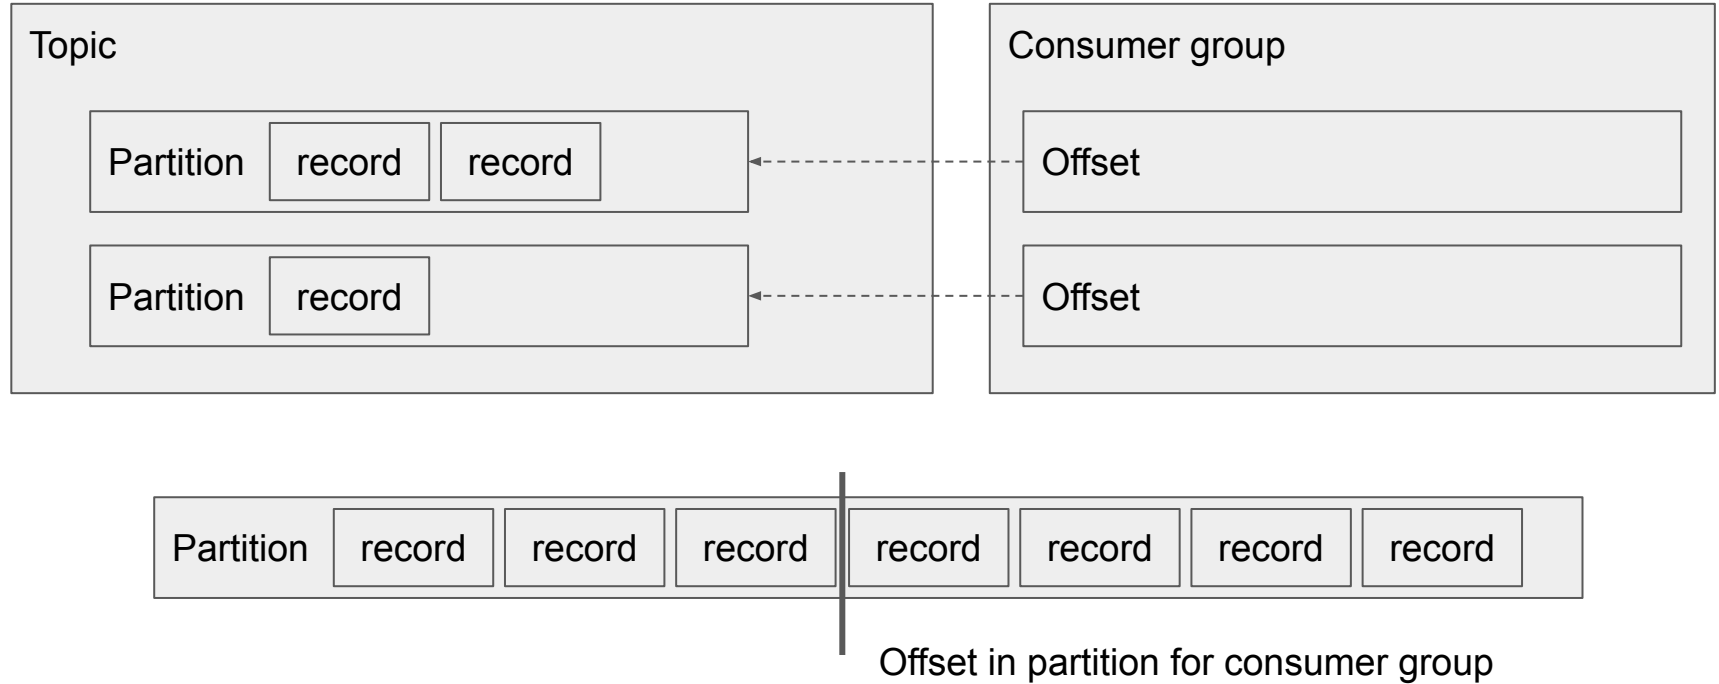 Topic
Consumer group
Partition record record
Offset
Partition record
Offset
Partition record record record record record record record
Offset in partition for consumer group